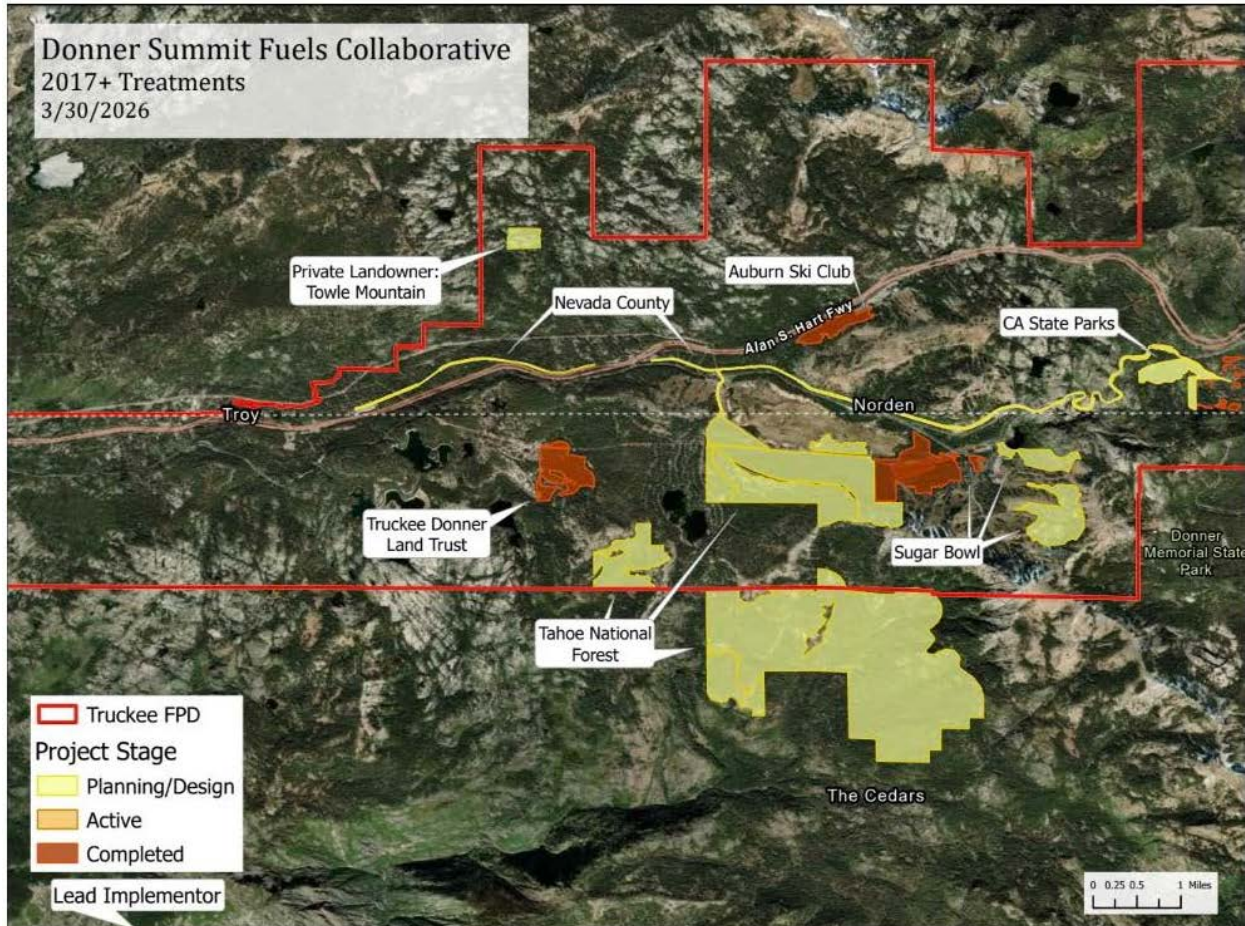 Donner Summit Fuels Collaborative
2017+ Treatments
3/30/2026
Private Landowner:
Towle Mountain
Nevada County
Auburn Ski Club
Alan S. Hart Fwy
CA State Parks
Troy
Norden
Truckee Donner
Land Trust
Sugar Bowl
Donner
Memorial State
Park
Tahoe National
Forest
The Cedars
Truckee FPD
Project Stage
Planning/Design
Active
Completed
Lead Implementor
0 0.25 0.5 1 Miles